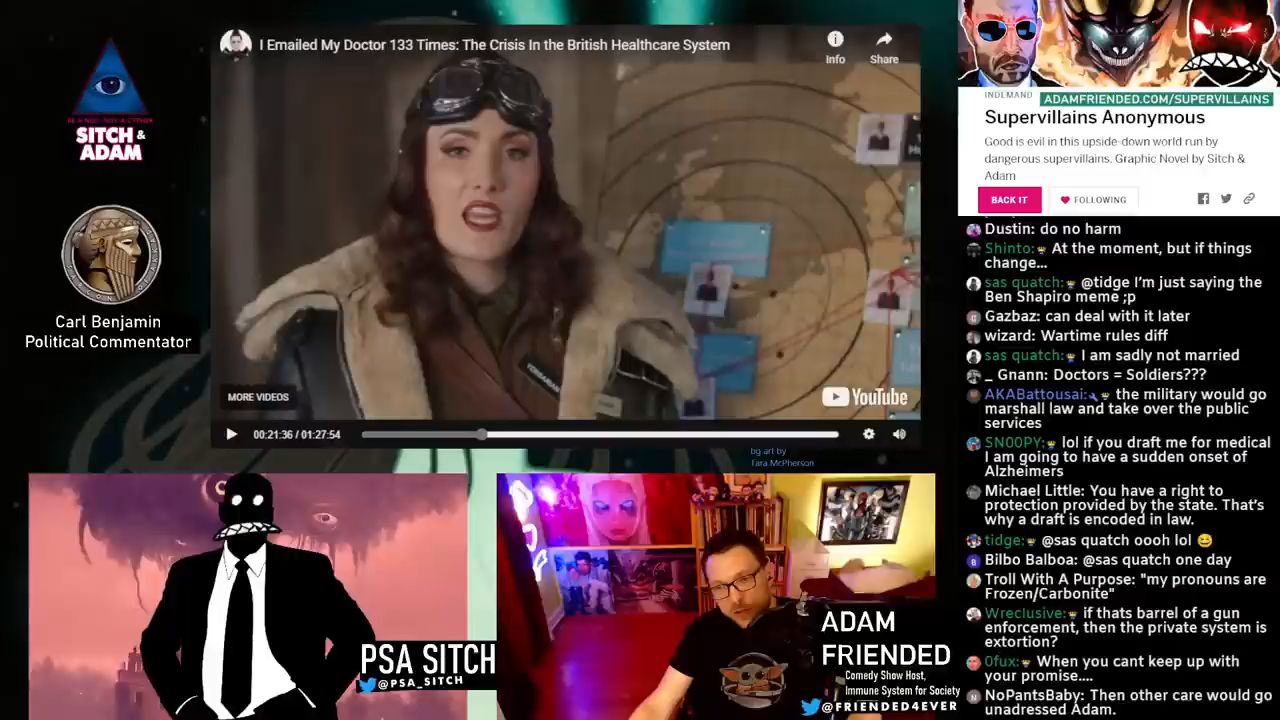 I Emailed My Doctor 133 Times: The Crisis In the British Healthcare System
Info
Share
MORE VIDEOS
YouTube
00:21:36 / 01:27:54
bg art by
Tara McPherson
SITCH &
ADAM
Carl Benjamin
Political Commentator
PSA SITCH
@PSA_SITCH
ADAM
FRIENDED
Comedy Show Host,
Immune System for Society
@FRIENDED4EVER
INDEMAND
ADAMFRIENDED.COM/SUPERVILLAINS
Supervillains Anonymous
Good is evil in this upside-down world run by
dangerous supervillains. Graphic Novel by Sitch &
Adam
BACK IT
FOLLOWING
Dustin: do no harm
Shinto: At the moment, but if things
change...
sas quatch: @tidge I'm just saying the
Ben Shapiro meme ;p
Gazbaz: can deal with it later
wizard: Wartime rules diff
sas quatch: I am sadly not married
_ Gnann: Doctors = Soldiers???
AKABattousai: the military would go
marshall law and take over the public
services
SN00PY: lol if you draft me for medical
I am going to have a sudden onset of
Alzheimers
Michael Little: You have a right to
protection provided by the state. That's
why a draft is encoded in law.
tidge: @sas quatch oooh lol 😄
Bilbo Balboa: @sas quatch one day
Troll With A Purpose: "my pronouns are
Frozen/Carbonite"
Wreclusive: if thats barrel of a gun
enforcement, then the private system is
extortion?
0fux: When you cant keep up with
your promise....
NoPantsBaby: Then other care would go
unadressed Adam.